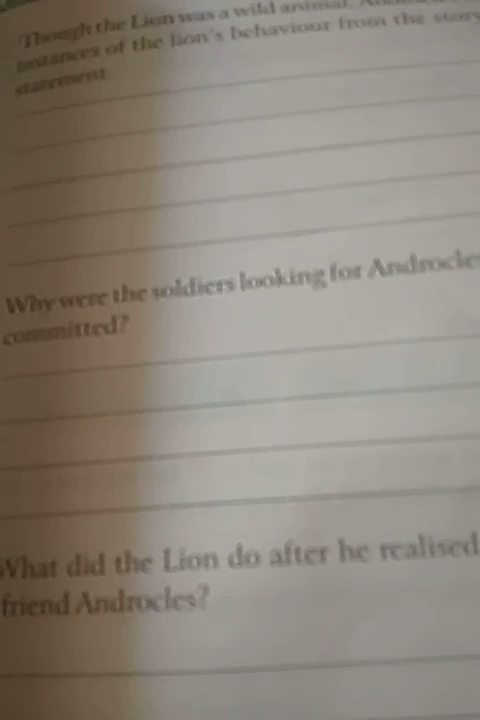 'Though the Lion was a wild animal,
instances of the lion's behaviour from the story
statement.
Why were the soldiers looking for Androcles
committed?
What did the Lion do after he realised
friend Androcles?